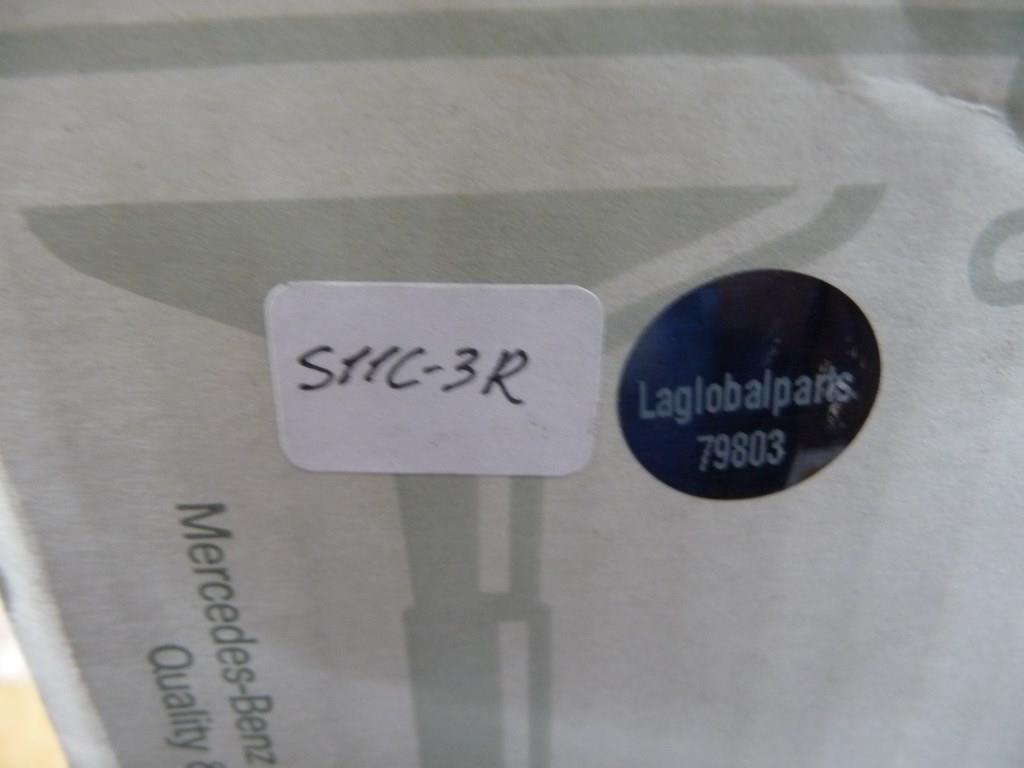 S11C-3R
Laglobalparts
79803
Mercedes-Benz
Quality &